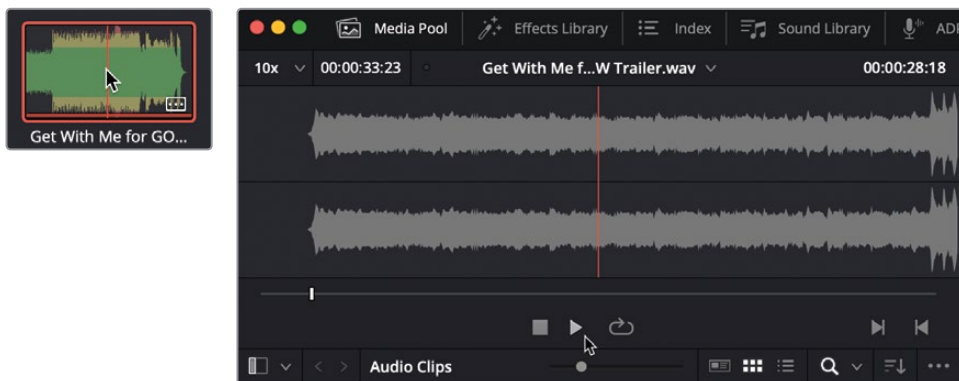 Get With Me for GO...
Media Pool Effects Library Index Sound Library ADR
10x 00:00:33:23 Get With Me f...W Trailer.wav 00:00:28:18
Audio Clips